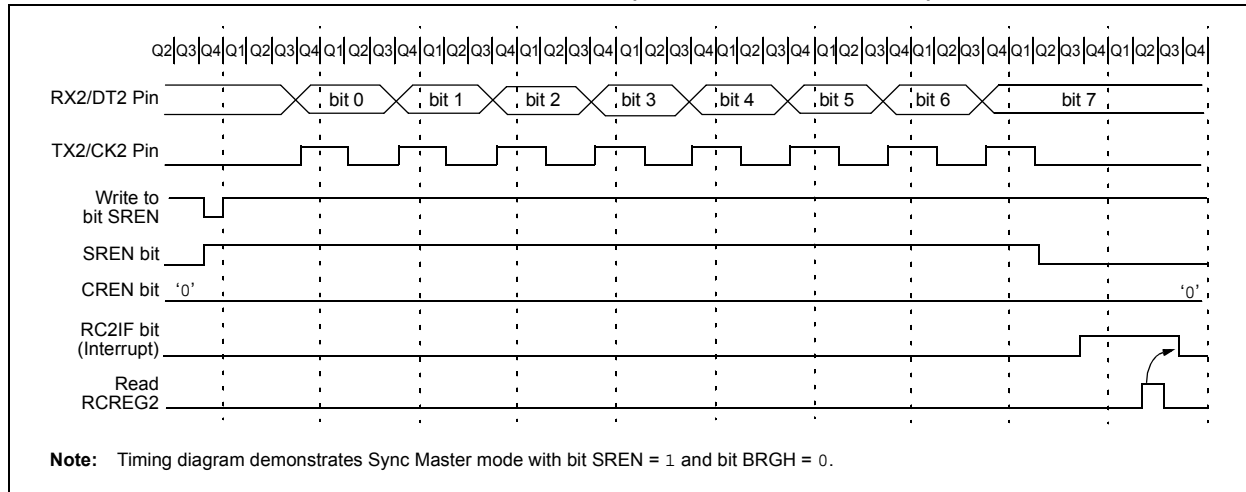 Q2 Q3 Q4 Q1 Q2 Q3 Q4 Q1 Q2 Q3 Q4 Q1 Q2 Q3 Q4 Q1 Q2 Q3 Q4 Q1 Q2 Q3 Q4 Q1 Q2 Q3 Q4 Q1 Q2 Q3 Q4 Q1 Q2 Q3 Q4 Q1 Q2 Q3 Q4 Q1 Q2 Q3 Q4
RX2/DT2 Pin bit 0 bit 1 bit 2 bit 3 bit 4 bit 5 bit 6 bit 7
TX2/CK2 Pin
Write to
bit SREN
SREN bit
CREN bit ‘0’ ‘0’
RC2IF bit
(Interrupt)
Read
RCREG2
Note: Timing diagram demonstrates Sync Master mode with bit SREN = 1 and bit BRGH = 0.